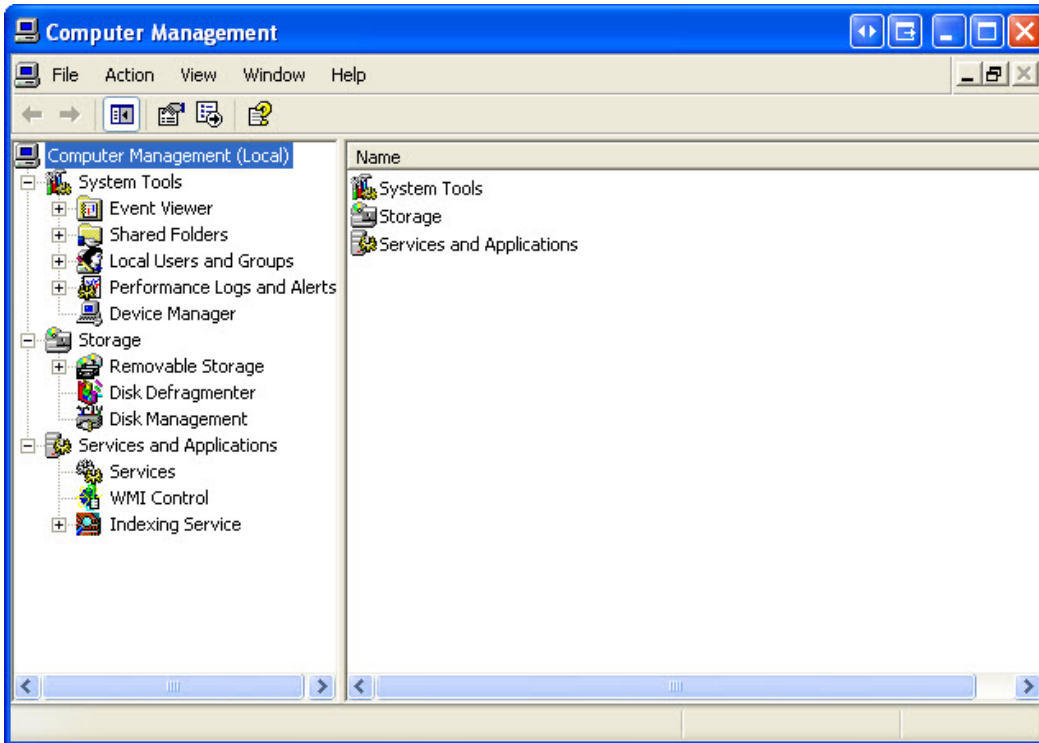 Computer Management
File Action View Window Help
Computer Management (Local)
System Tools
Event Viewer
Shared Folders
Local Users and Groups
Performance Logs and Alerts
Device Manager
Storage
Removable Storage
Disk Defragmenter
Disk Management
Services and Applications
Services
WMI Control
Indexing Service
Name
System Tools
Storage
Services and Applications